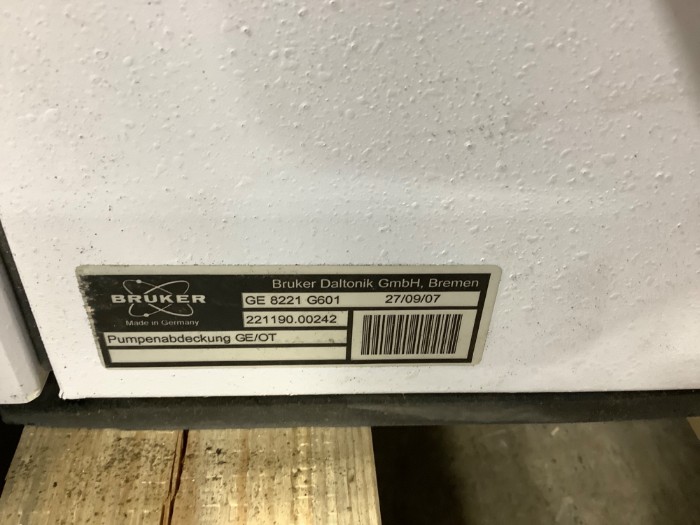 Bruker Daltonik GmbH, Bremen
BRUKER
GE 8221 G601 27/09/07
Made in Germany
221190.00242
Pumpenabdeckung GE/OT